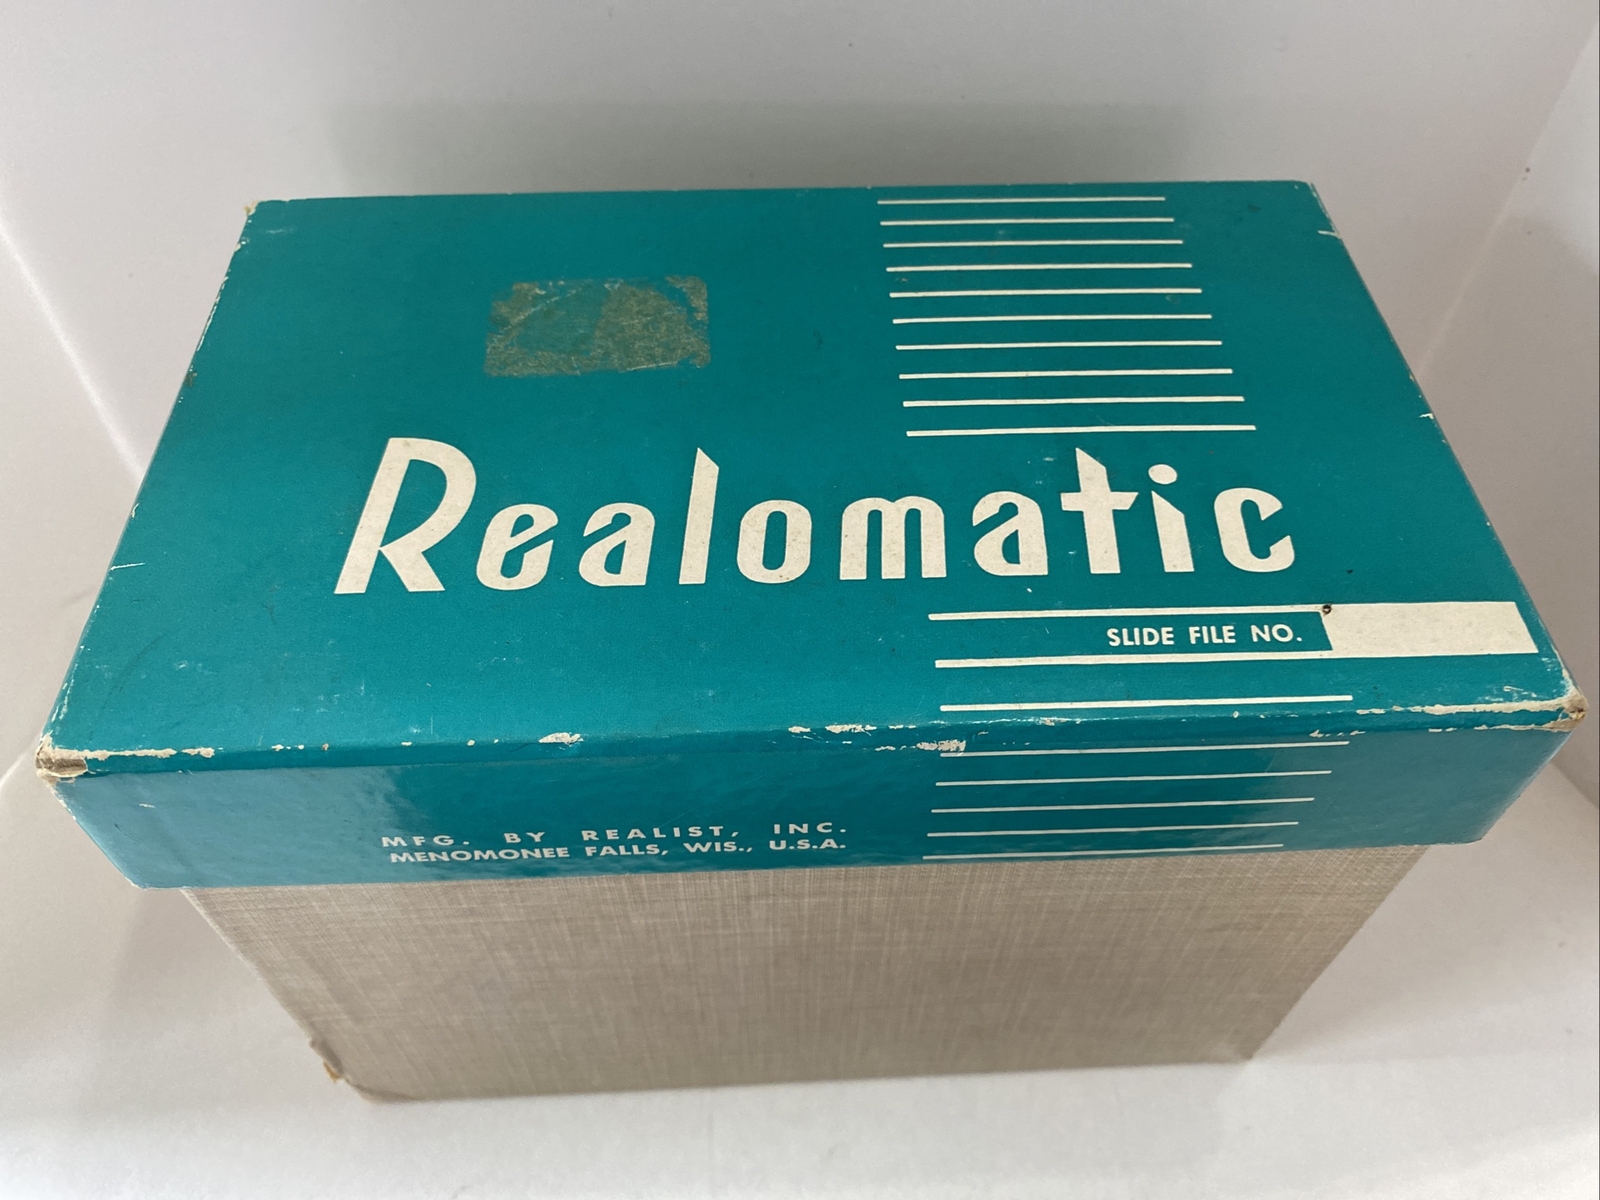 Realomatic
SLIDE FILE NO.
MFG. BY REALIST, INC.
MENOMONEE FALLS, WIS., U.S.A.